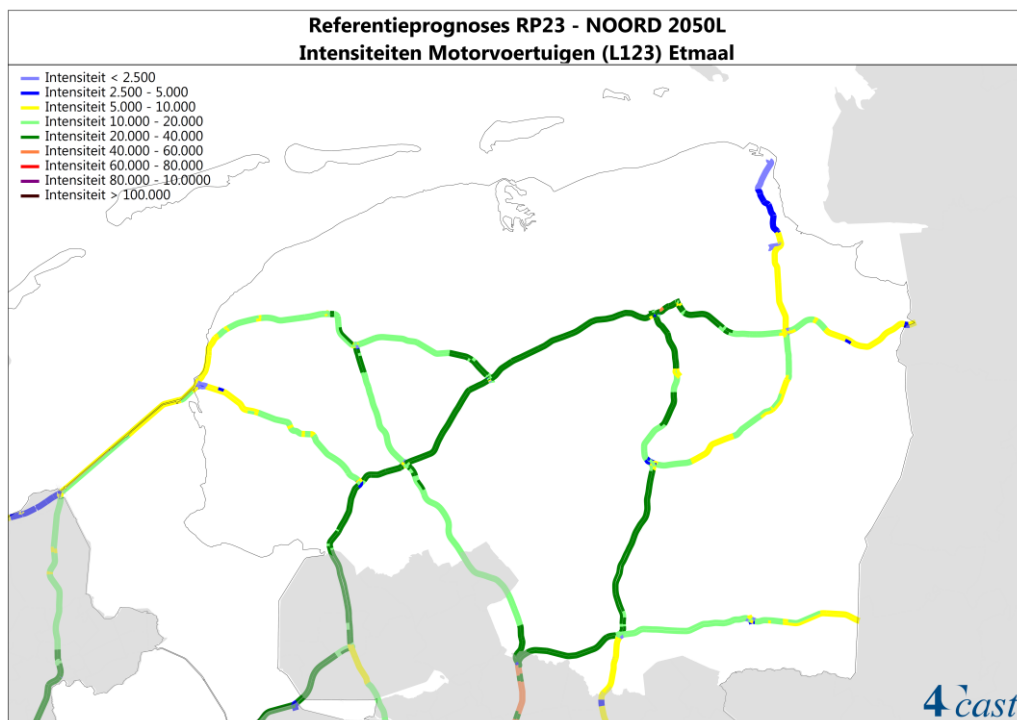 Referentieprognoses RP23 - NOORD 2050L
Intensiteiten Motorvoertuigen (L123) Etmaal
Intensiteit < 2.500
Intensiteit 2.500 - 5.000
Intensiteit 5.000 - 10.000
Intensiteit 10.000 - 20.000
Intensiteit 20.000 - 40.000
Intensiteit 40.000 - 60.000
Intensiteit 60.000 - 80.000
Intensiteit 80.000 - 10.0000
Intensiteit > 100.000
4cast